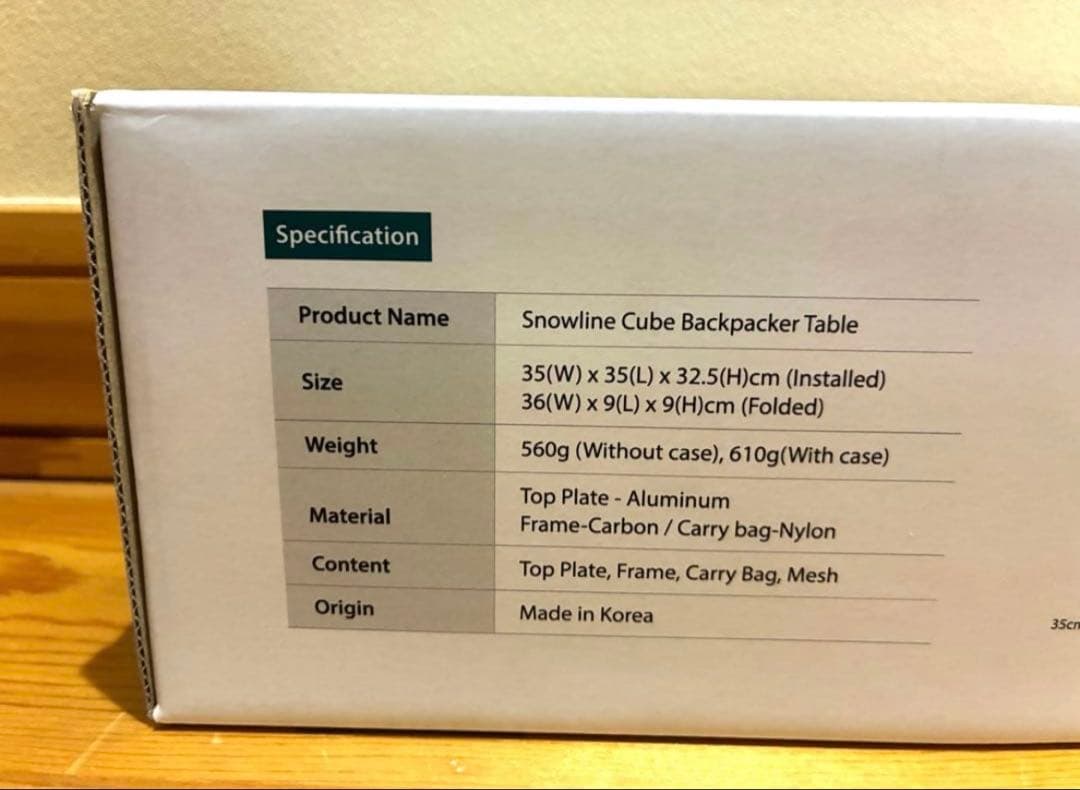 Specification
Product Name Snowline Cube Backpacker Table
Size 35(W) x 35(L) x 32.5(H)cm (Installed)
36(W) x 9(L) x 9(H)cm (Folded)
Weight 560g (Without case), 610g(With case)
Material Top Plate - Aluminum
Frame-Carbon / Carry bag-Nylon
Content Top Plate, Frame, Carry Bag, Mesh
Origin Made in Korea